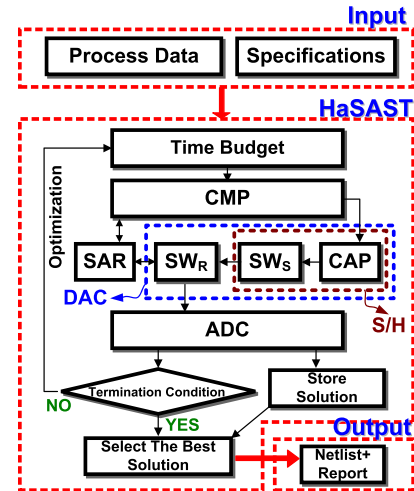 Input
Process Data
Specifications
HaSAST
Time Budget
Optimization
CMP
SAR
SWR
SWS
CAP
DAC
S/H
ADC
Termination Condition
Store
Solution
NO
YES
Output
Select The Best
Solution
Netlist+
Report